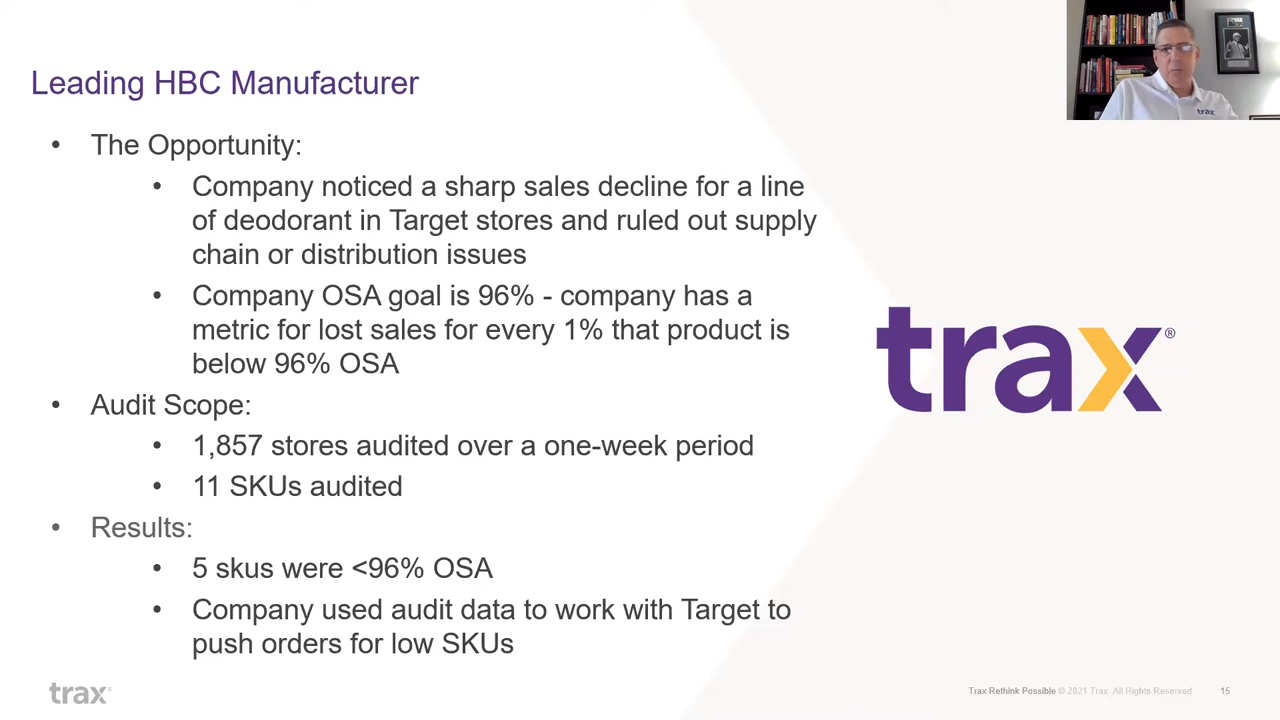 Leading HBC Manufacturer
• The Opportunity:
• Company noticed a sharp sales decline for a line
of deodorant in Target stores and ruled out supply
chain or distribution issues
• Company OSA goal is 96% - company has a
metric for lost sales for every 1% that product is
below 96% OSA
• Audit Scope:
• 1,857 stores audited over a one-week period
• 11 SKUs audited
• Results:
• 5 skus were <96% OSA
• Company used audit data to work with Target to
push orders for low SKUs
trax®
trax
trax
Trax Rethink Possible © 2021 Trax. All Rights Reserved. 15